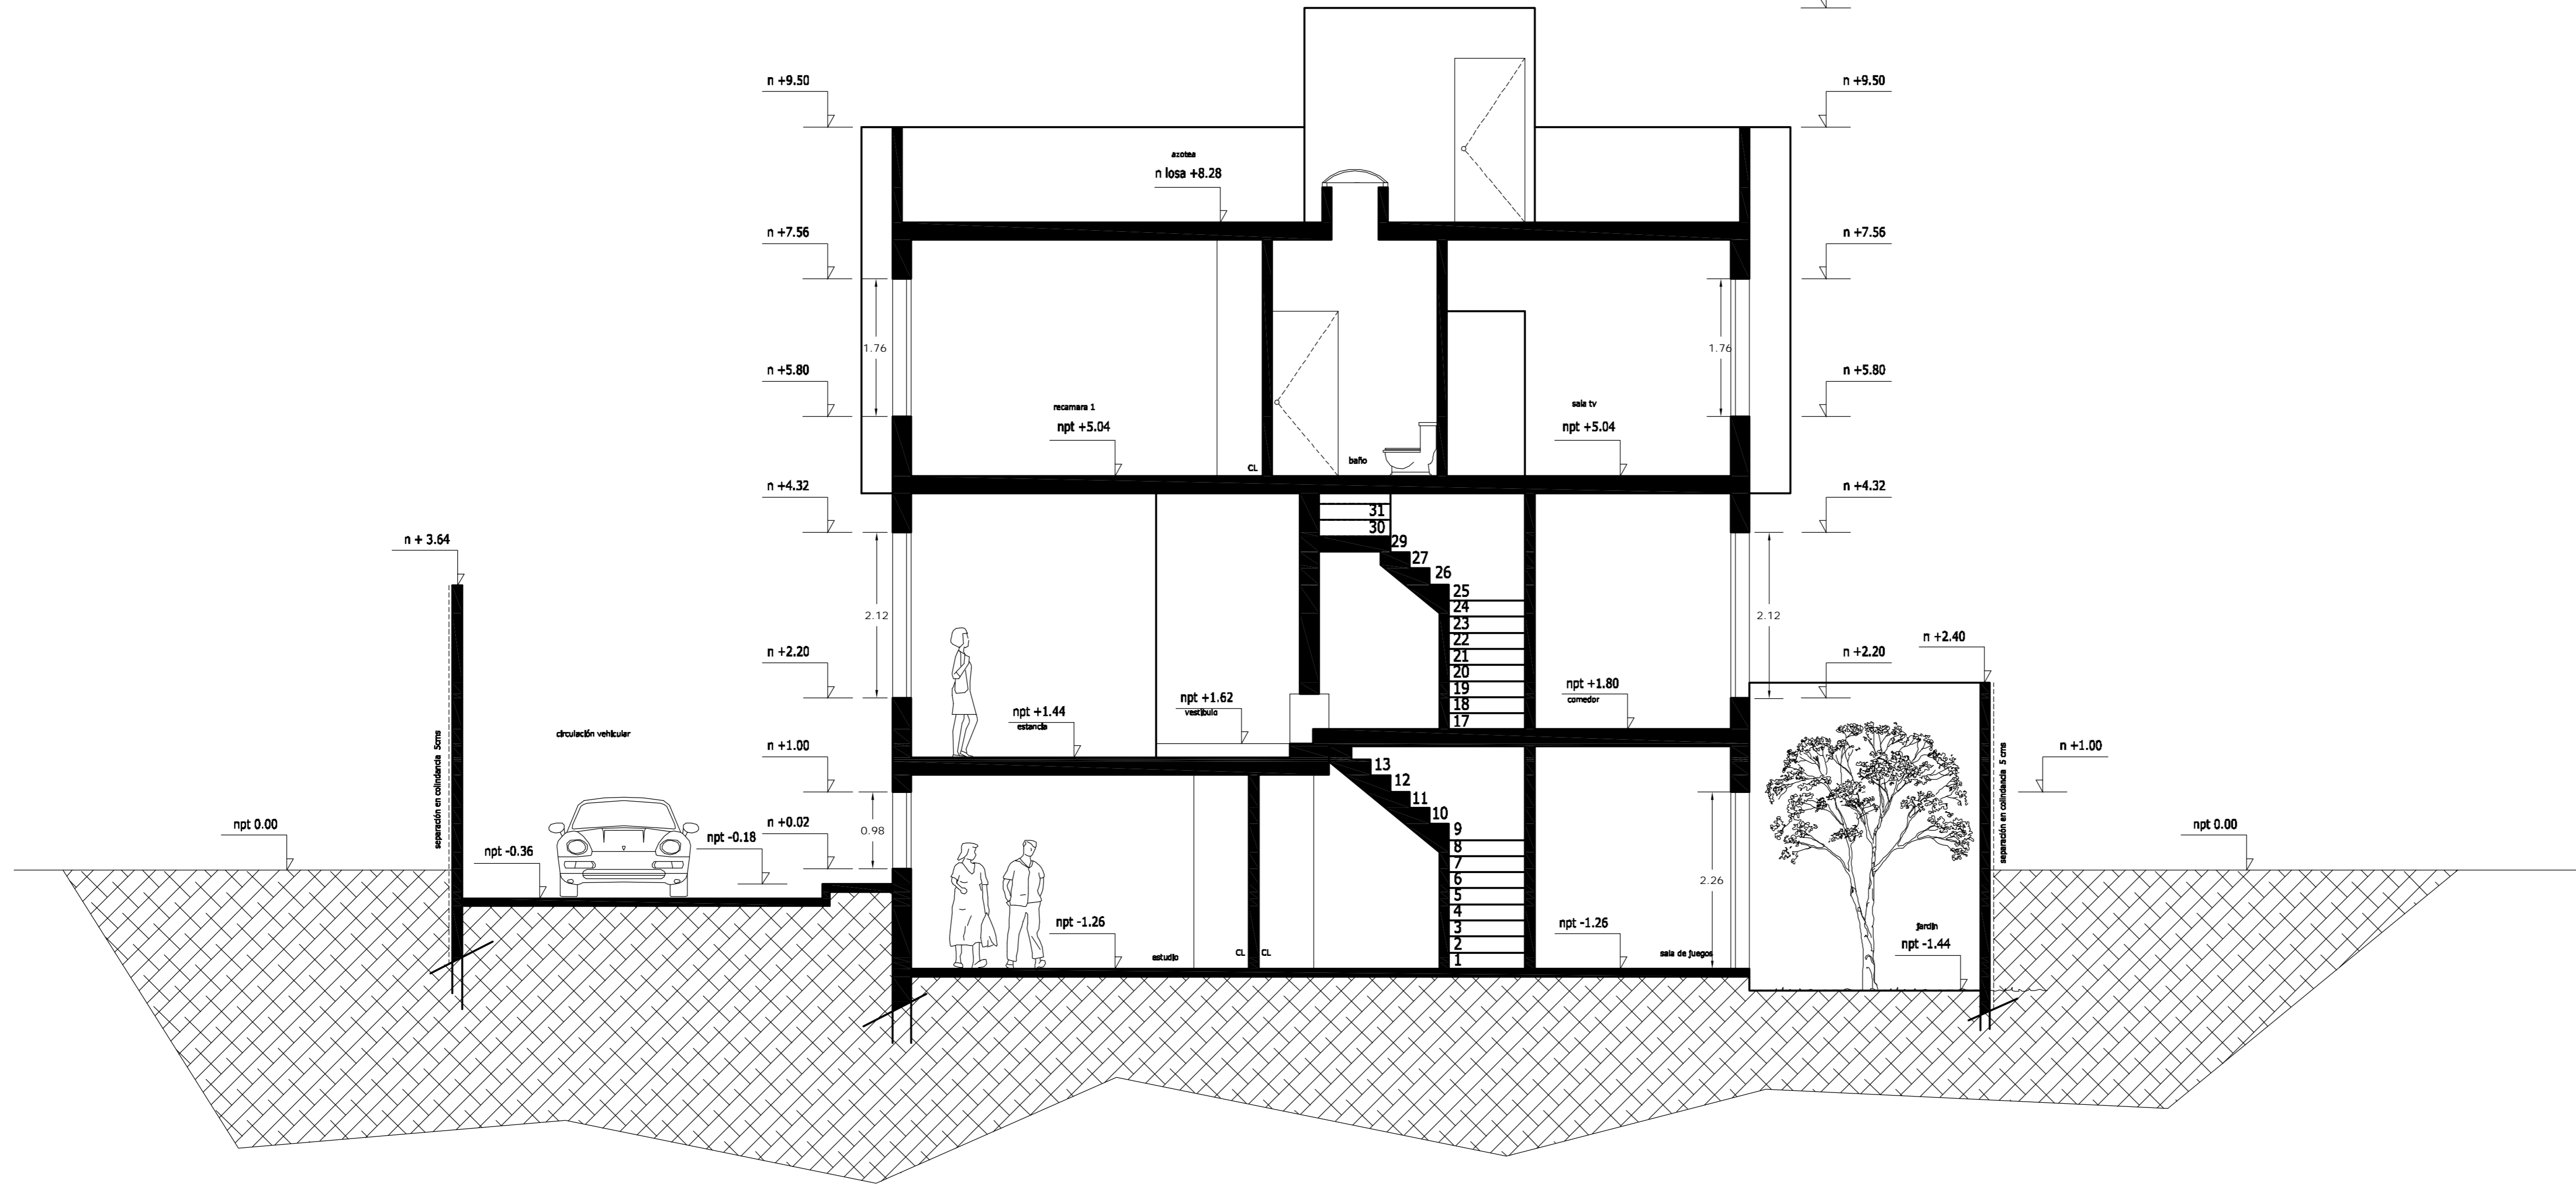 n +9.50
n +9.50
azotea
n losa +8.28
n +7.56
n +7.56
1.76
1.76
n +5.80
n +5.80
recamara 1
npt +5.04
sala tv
npt +5.04
CL
baño
n +4.32
n +4.32
31
30
29
27
26
25
24
23
22
21
20
19
18
17
n + 3.64
2.12
2.12
n +2.20
n +2.20
n +2.40
npt +1.44
estancia
npt +1.62
vestibulo
npt +1.80
comedor
separación en colindancia 5cms
circulación vehicular
n +1.00
n +1.00
separación en colindancia 5 cms
13
12
11
10
9
8
7
6
5
4
3
2
1
npt 0.00
npt -0.36
npt -0.18
n +0.02
0.98
npt 0.00
2.26
npt -1.26
estudio
CL
CL
npt -1.26
sala de juegos
jardin
npt -1.44